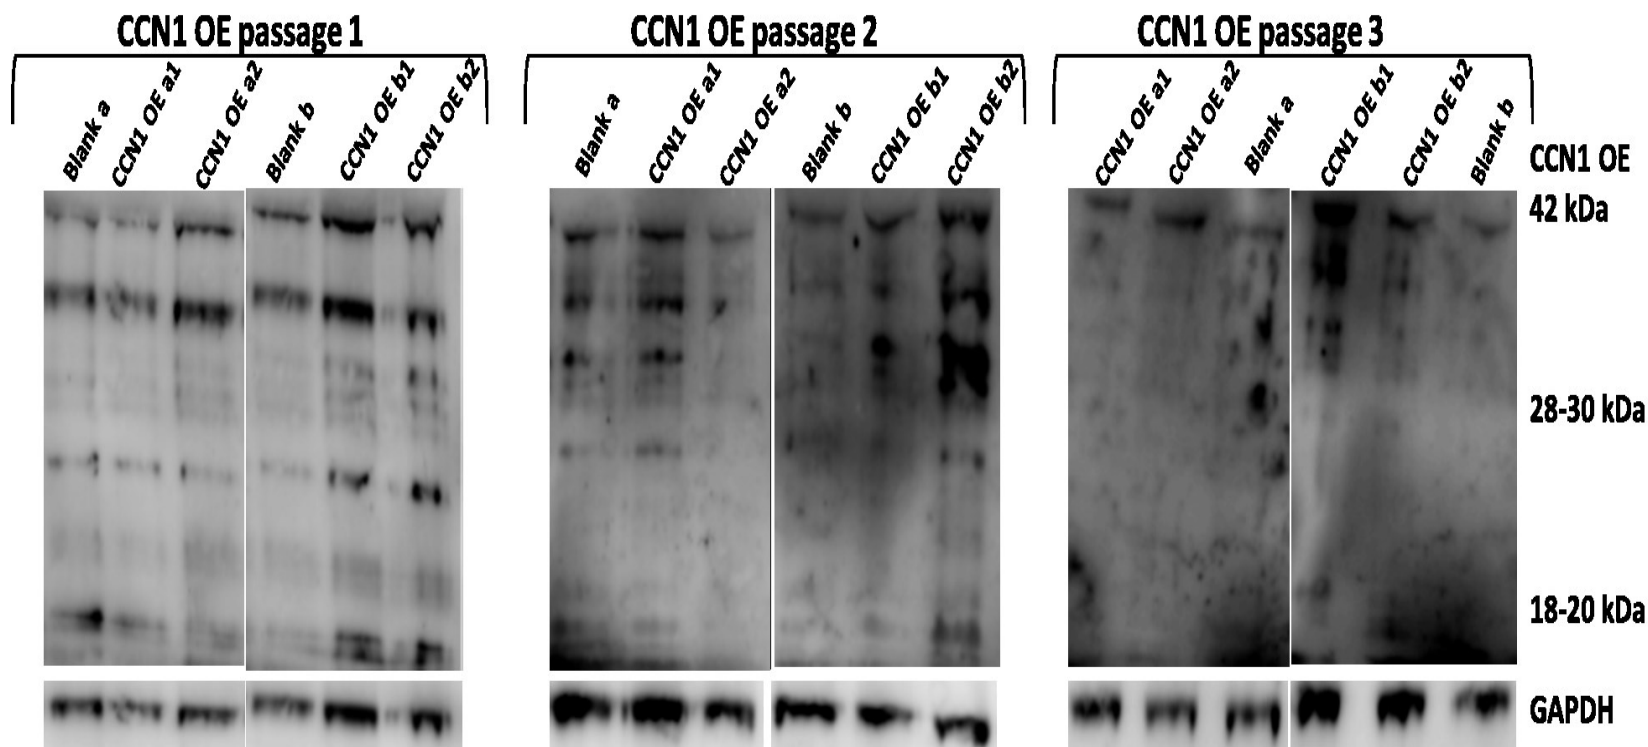 CCN1 OE passage 1
CCN1 OE passage 2
CCN1 OE passage 3
Blank a
CCN1 OE a1
CCN1 OE a2
Blank b
CCN1 OE b1
CCN1 OE b2
Blank a
CCN1 OE a1
CCN1 OE a2
Blank b
CCN1 OE b1
CCN1 OE b2
CCN1 OE a1
CCN1 OE a2
Blank a
CCN1 OE b1
CCN1 OE b2
Blank b
CCN1 OE
42 kDa
28-30 kDa
18-20 kDa
GAPDH